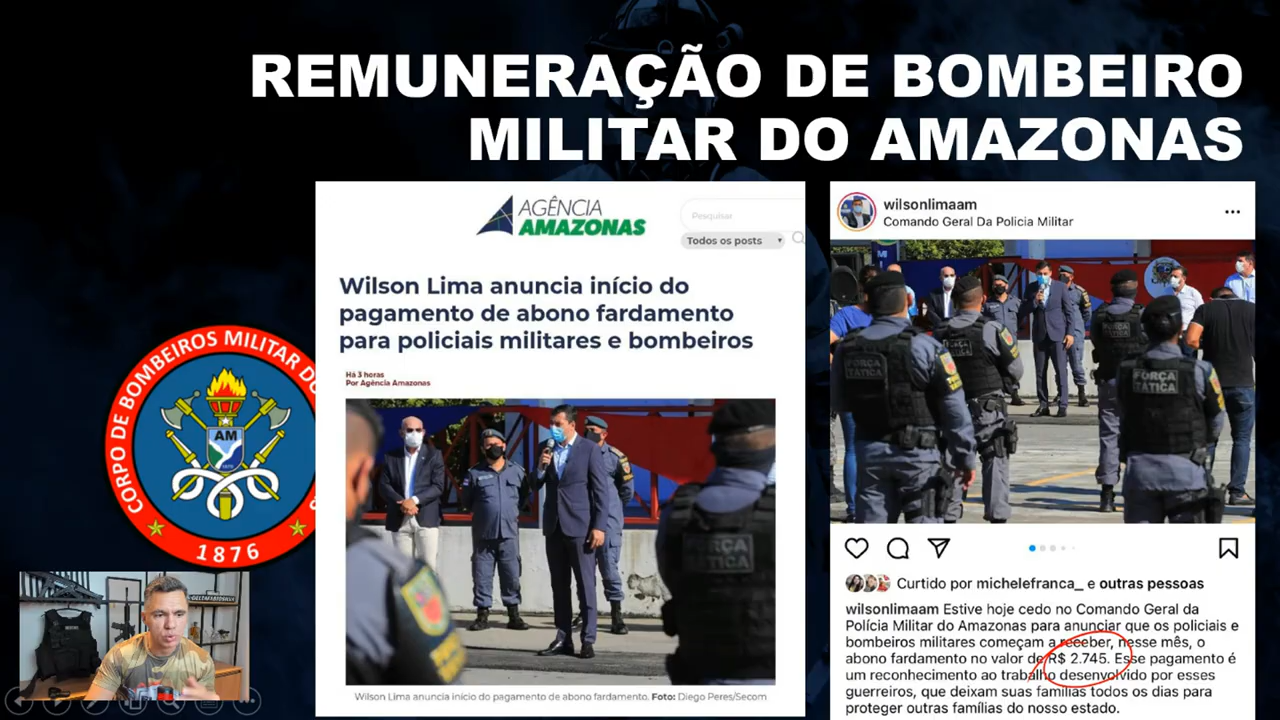 REMUNERAÇÃO DE BOMBEIRO
MILITAR DO AMAZONAS
AGÊNCIA
AMAZONAS
Pesquisar
Todos os posts
Wilson Lima anuncia início do
pagamento de abono fardamento
para policiais militares e bombeiros
Há 3 horas
Por Agência Amazonas
FORÇA
TÁTICA
Wilson Lima anuncia início do pagamento de abono fardamento. Foto: Diego Peres/Secom
wilsonlimaam
Comando Geral Da Policia Militar
FORÇA
TÁTICA
FORÇA
TÁTICA
Curtido por michelefranca_ e outras pessoas
wilsonlimaam Estive hoje cedo no Comando Geral da
Polícia Militar do Amazonas para anunciar que os policiais e
bombeiros militares começam a receber, nesse mês, o
abono fardamento no valor de R$ 2.745. Esse pagamento é
um reconhecimento ao trabalho desenvolvido por esses
guerreiros, que deixam suas famílias todos os dias para
proteger outras famílias do nosso estado.
CORPO DE BOMBEIROS MILITAR DO
AM
1876